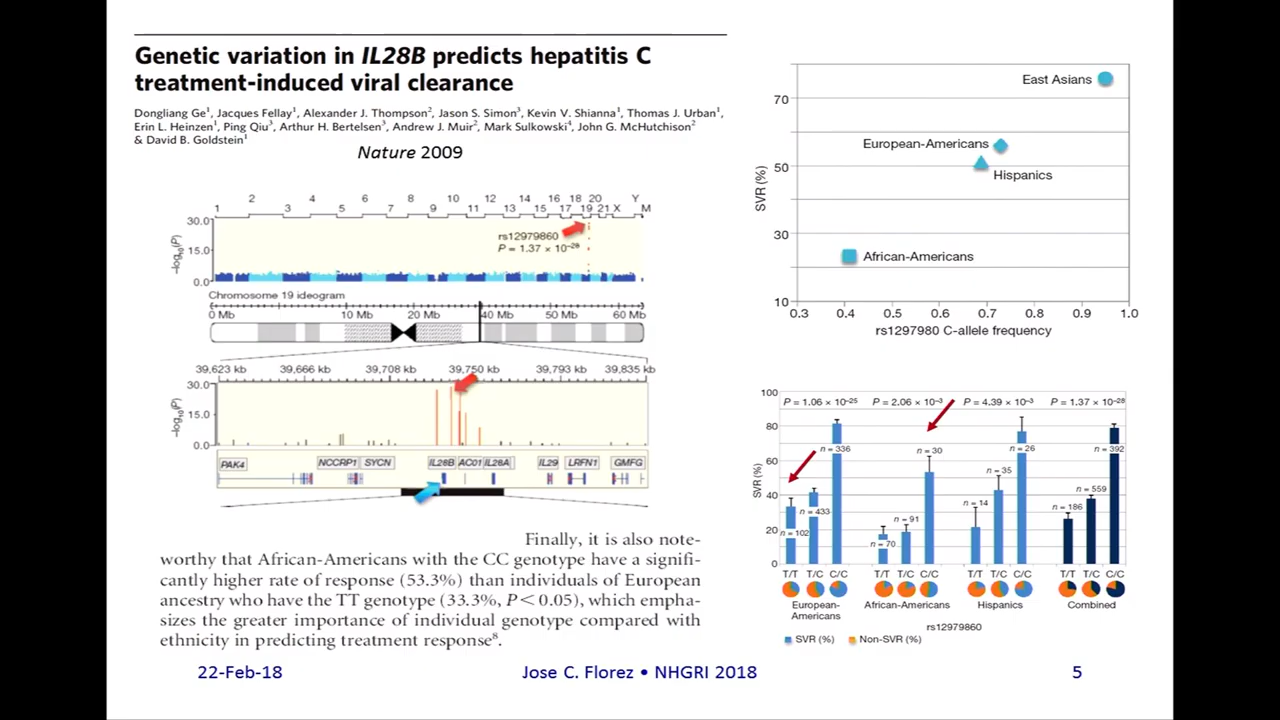 Genetic variation in IL28B predicts hepatitis C
treatment-induced viral clearance
Dongliang Ge¹, Jacques Fellay¹, Alexander J. Thompson², Jason S. Simon³, Kevin V. Shianna¹, Thomas J. Urban¹,
Erin L. Heinzen¹, Ping Qiu³, Arthur H. Bertelsen³, Andrew J. Muir², Mark Sulkowski⁴, John G. McHutchison²
& David B. Goldstein¹
Nature 2009
1 2 3 4 5 6 7 8 9 10 11 12 13 14 15 16 17 18 19 20 21 X Y M
30.0
15.0
0.0
–log₁₀(P)
rs12979860
P = 1.37 × 10⁻²⁸
Chromosome 19 ideogram
0 Mb 10 Mb 20 Mb 40 Mb 60 Mb
39,623 kb 39,666 kb 39,708 kb 39,750 kb 39,793 kb 39,835 kb
30.0
15.0
0.0
–log₁₀(P)
PAK4 NCCRP1 SYCN IL28B AC01 IL28A IL29 LRFN1 GMFG
Finally, it is also note-
worthy that African-Americans with the CC genotype have a signifi-
cantly higher rate of response (53.3%) than individuals of European
ancestry who have the TT genotype (33.3%, P < 0.05), which empha-
sizes the greater importance of individual genotype compared with
ethnicity in predicting treatment response⁸.
East Asians
European-Americans
Hispanics
African-Americans
SVR (%)
70
50
30
10
0.3 0.4 0.5 0.6 0.7 0.8 0.9 1.0
rs1297980 C-allele frequency
100
80
60
40
20
0
SVR (%)
P = 1.06 × 10⁻²⁵ P = 2.06 × 10⁻³ P = 4.39 × 10⁻³ P = 1.37 × 10⁻²⁸
n = 102 n = 433 n = 336
n = 70 n = 91 n = 30
n = 14 n = 35 n = 26
n = 186 n = 559 n = 392
T/T T/C C/C T/T T/C C/C T/T T/C C/C T/T T/C C/C
European-
Americans
African-Americans
Hispanics
Combined
rs12979860
SVR (%) Non-SVR (%)
22-Feb-18
Jose C. Florez • NHGRI 2018
5